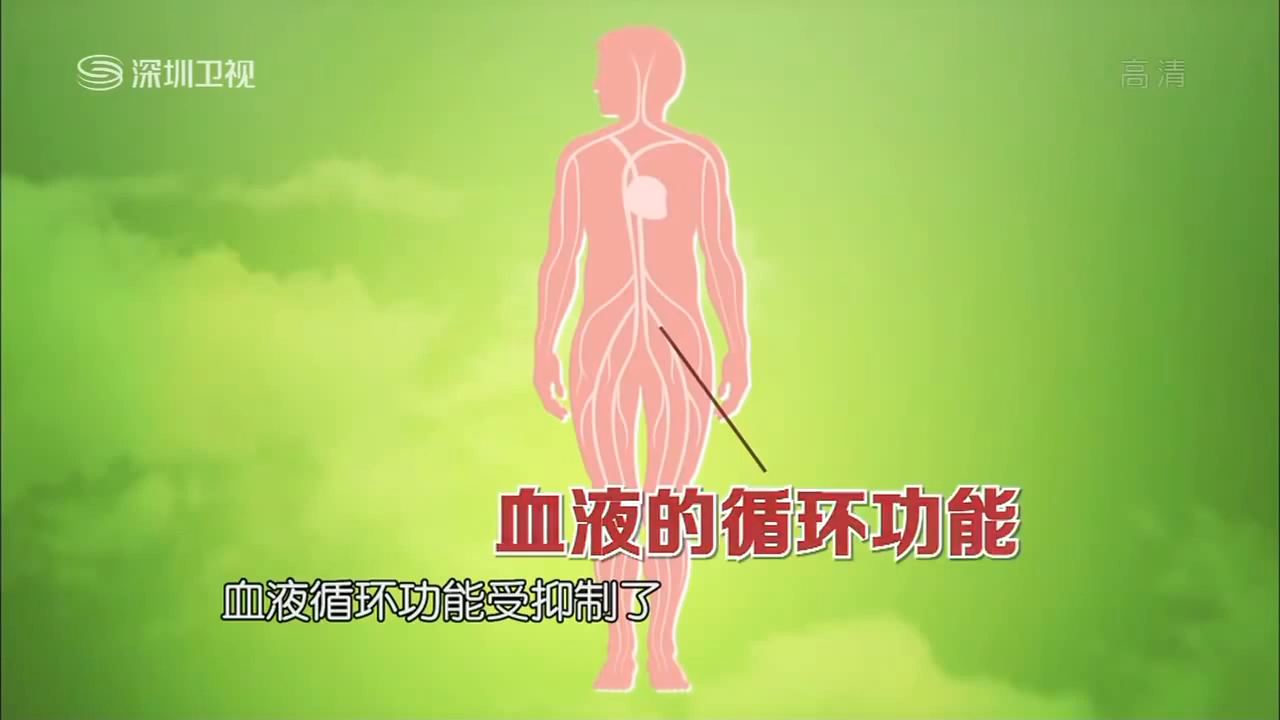 深圳卫视
高清
血液的循环功能
血液循环功能受抑制了